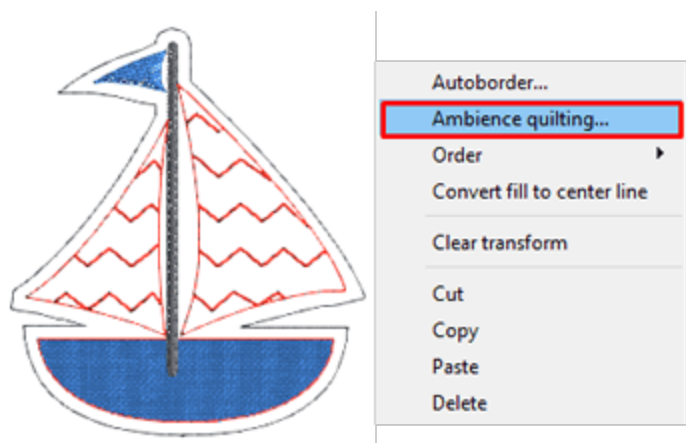 Autoborder...
Ambience quilting...
Order
Convert fill to center line
Clear transform
Cut
Copy
Paste
Delete